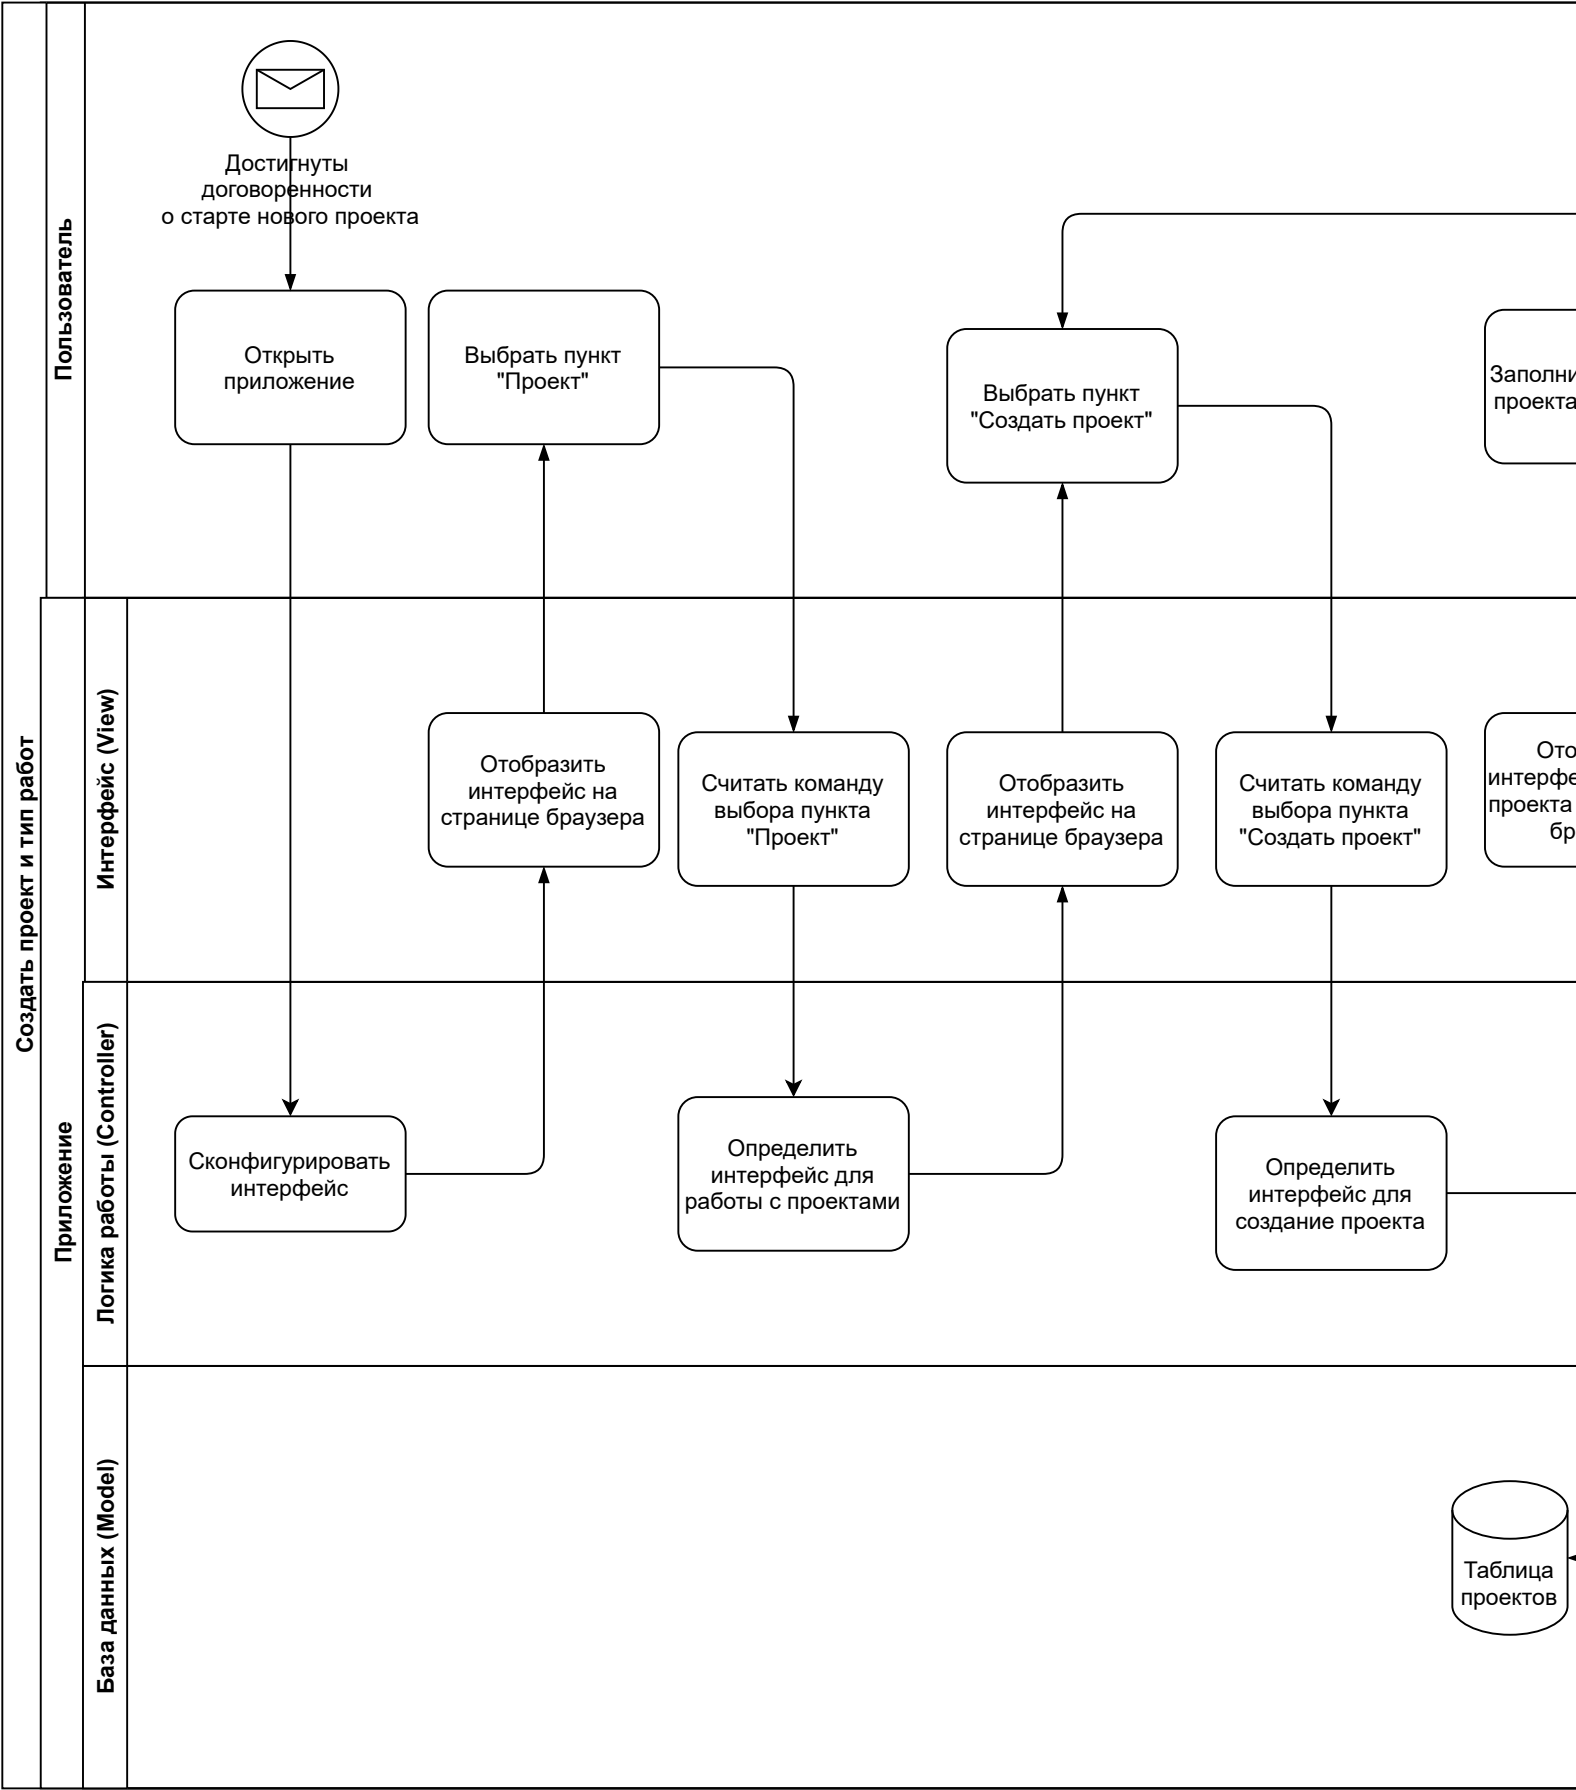 Создать проект и тип работ
Пользователь
Достигнуты
договоренности
о старте нового проекта
Открыть
приложение
Выбрать пункт
"Проект"
Выбрать пункт
"Создать проект"
проекта
Приложение
Интерфейс (View)
Отобразить
интерфейс на
странице браузера
Считать команду
выбора пункта
"Проект"
Отобразить
интерфейс на
странице браузера
Считать команду
выбора пункта
"Создать проект"
проекта
Логика работы (Controller)
Сконфигурировать
интерфейс
Определить
интерфейс для
работы с проектами
Определить
интерфейс для
создание проекта
База данных (Model)
Таблица
проектов